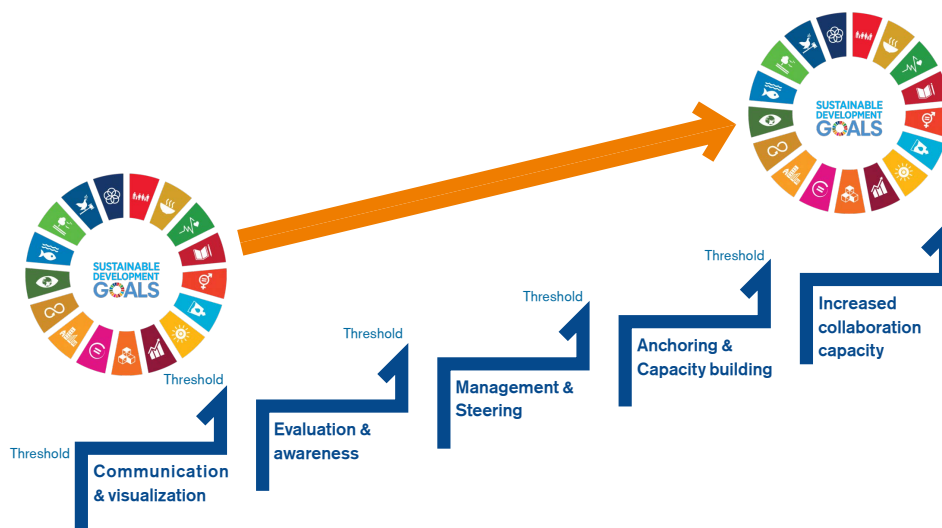 SUSTAINABLE
DEVELOPMENT
GOALS
SUSTAINABLE
DEVELOPMENT
GOALS
Threshold
Communication
& visualization
Threshold
Evaluation &
awareness
Threshold
Management &
Steering
Threshold
Anchoring &
Capacity building
Threshold
Increased
collaboration
capacity